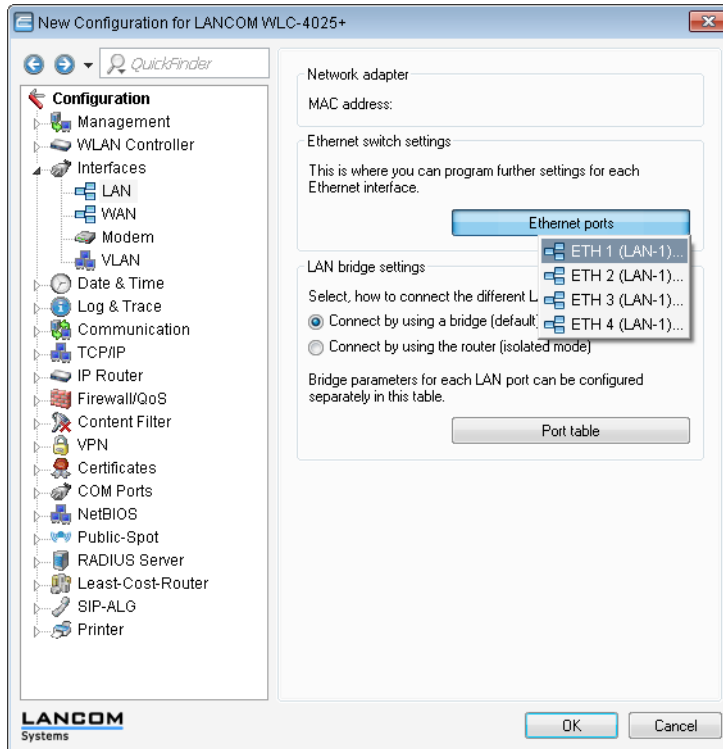 New Configuration for LANCOM WLC-4025+
QuickFinder
Configuration
Management
WLAN Controller
Interfaces
LAN
WAN
Modem
VLAN
Date & Time
Log & Trace
Communication
TCP/IP
IP Router
Firewall/QoS
Content Filter
VPN
Certificates
COM Ports
NetBIOS
Public-Spot
RADIUS Server
Least-Cost-Router
SIP-ALG
Printer
Network adapter
MAC address:
Ethernet switch settings
This is where you can program further settings for each
Ethernet interface.
Ethernet ports
ETH 1 (LAN-1)...
ETH 2 (LAN-1)...
ETH 3 (LAN-1)...
ETH 4 (LAN-1)...
LAN bridge settings
Select, how to connect the different
Connect by using a bridge (default)
Connect by using the router (isolated mode)
Bridge parameters for each LAN port can be configured
separately in this table.
Port table
LANCOM
Systems
OK
Cancel